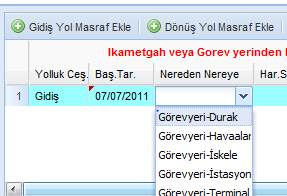 Gidiş Yol Masraf Ekle Dönüş Yol Masraf Ekle
Ikametgah veya Gorev yerinden
Yolluk Ceş. Baş.Tar. Nereden Nereye Har.S
1 Gidiş 07/07/2011
Görevyeri-Durak
Görevyeri-Havaalan
Görevyeri-İskele
Görevyeri-İstasyon
Görevyeri-Terminal